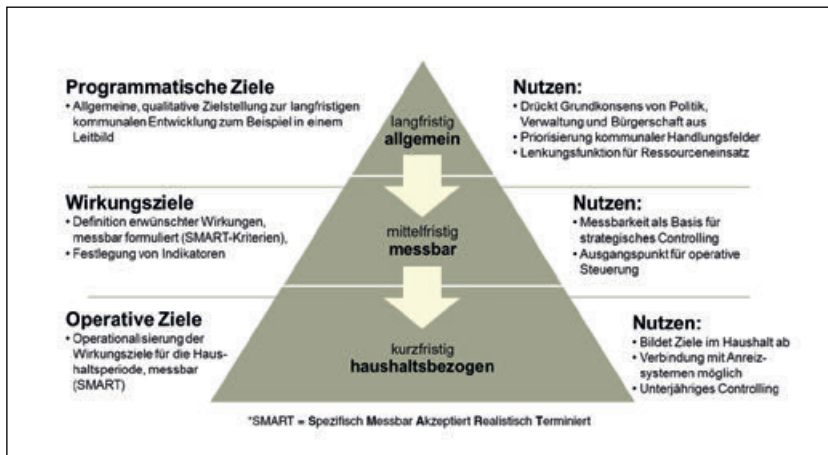 Programmatische Ziele
• Allgemeine, qualitative Zielstellung zur langfristigen
kommunalen Entwicklung zum Beispiel in einem
Leitbild
langfristig
allgemein
Nutzen:
• Drückt Grundkonsens von Politik,
Verwaltung und Bürgerschaft aus
• Priorisierung kommunaler Handlungsfelder
• Lenkungsfunktion für Ressourceneinsatz
Wirkungsziele
• Definition erwünschter Wirkungen,
messbar formuliert (SMART-Kriterien),
• Festlegung von Indikatoren
mittelfristig
messbar
Nutzen:
• Messbarkeit als Basis für
strategisches Controlling
• Ausgangspunkt für operative
Steuerung
Operative Ziele
• Operationalisierung der
Wirkungsziele für die Haus-
haltsperiode, messbar
(SMART)
kurzfristig
haushaltsbezogen
Nutzen:
• Bildet Ziele im Haushalt ab
• Verbindung mit Anreiz-
systemen möglich
• Unterjähriges Controlling
*SMART = Spezifisch Messbar Akzeptiert Realistisch Terminiert